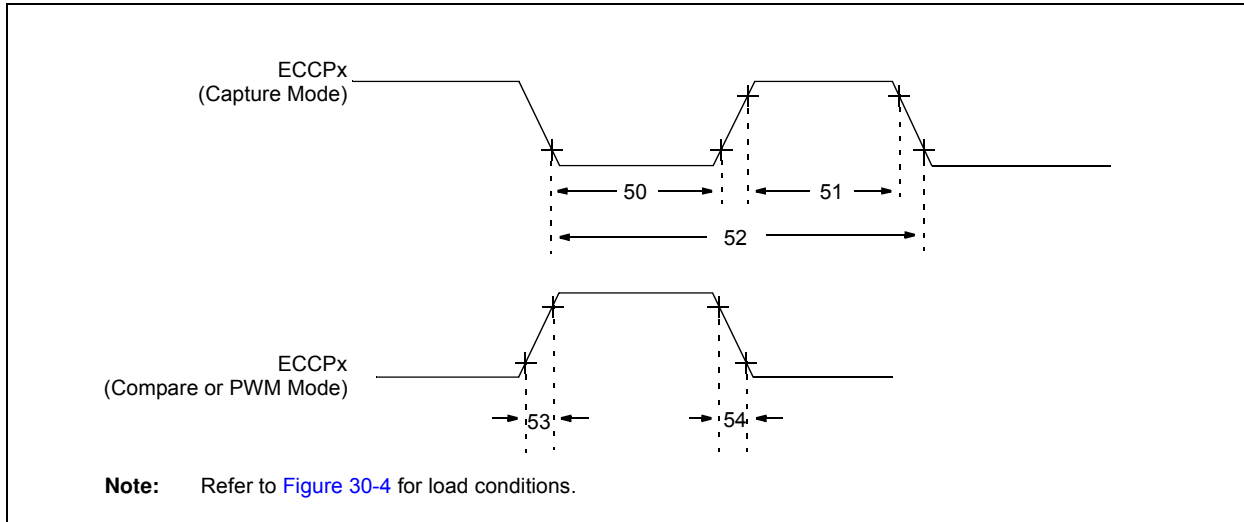 ECCPx
(Capture Mode)
50
51
52
ECCPx
(Compare or PWM Mode)
53
54
Note: Refer to Figure 30-4 for load conditions.